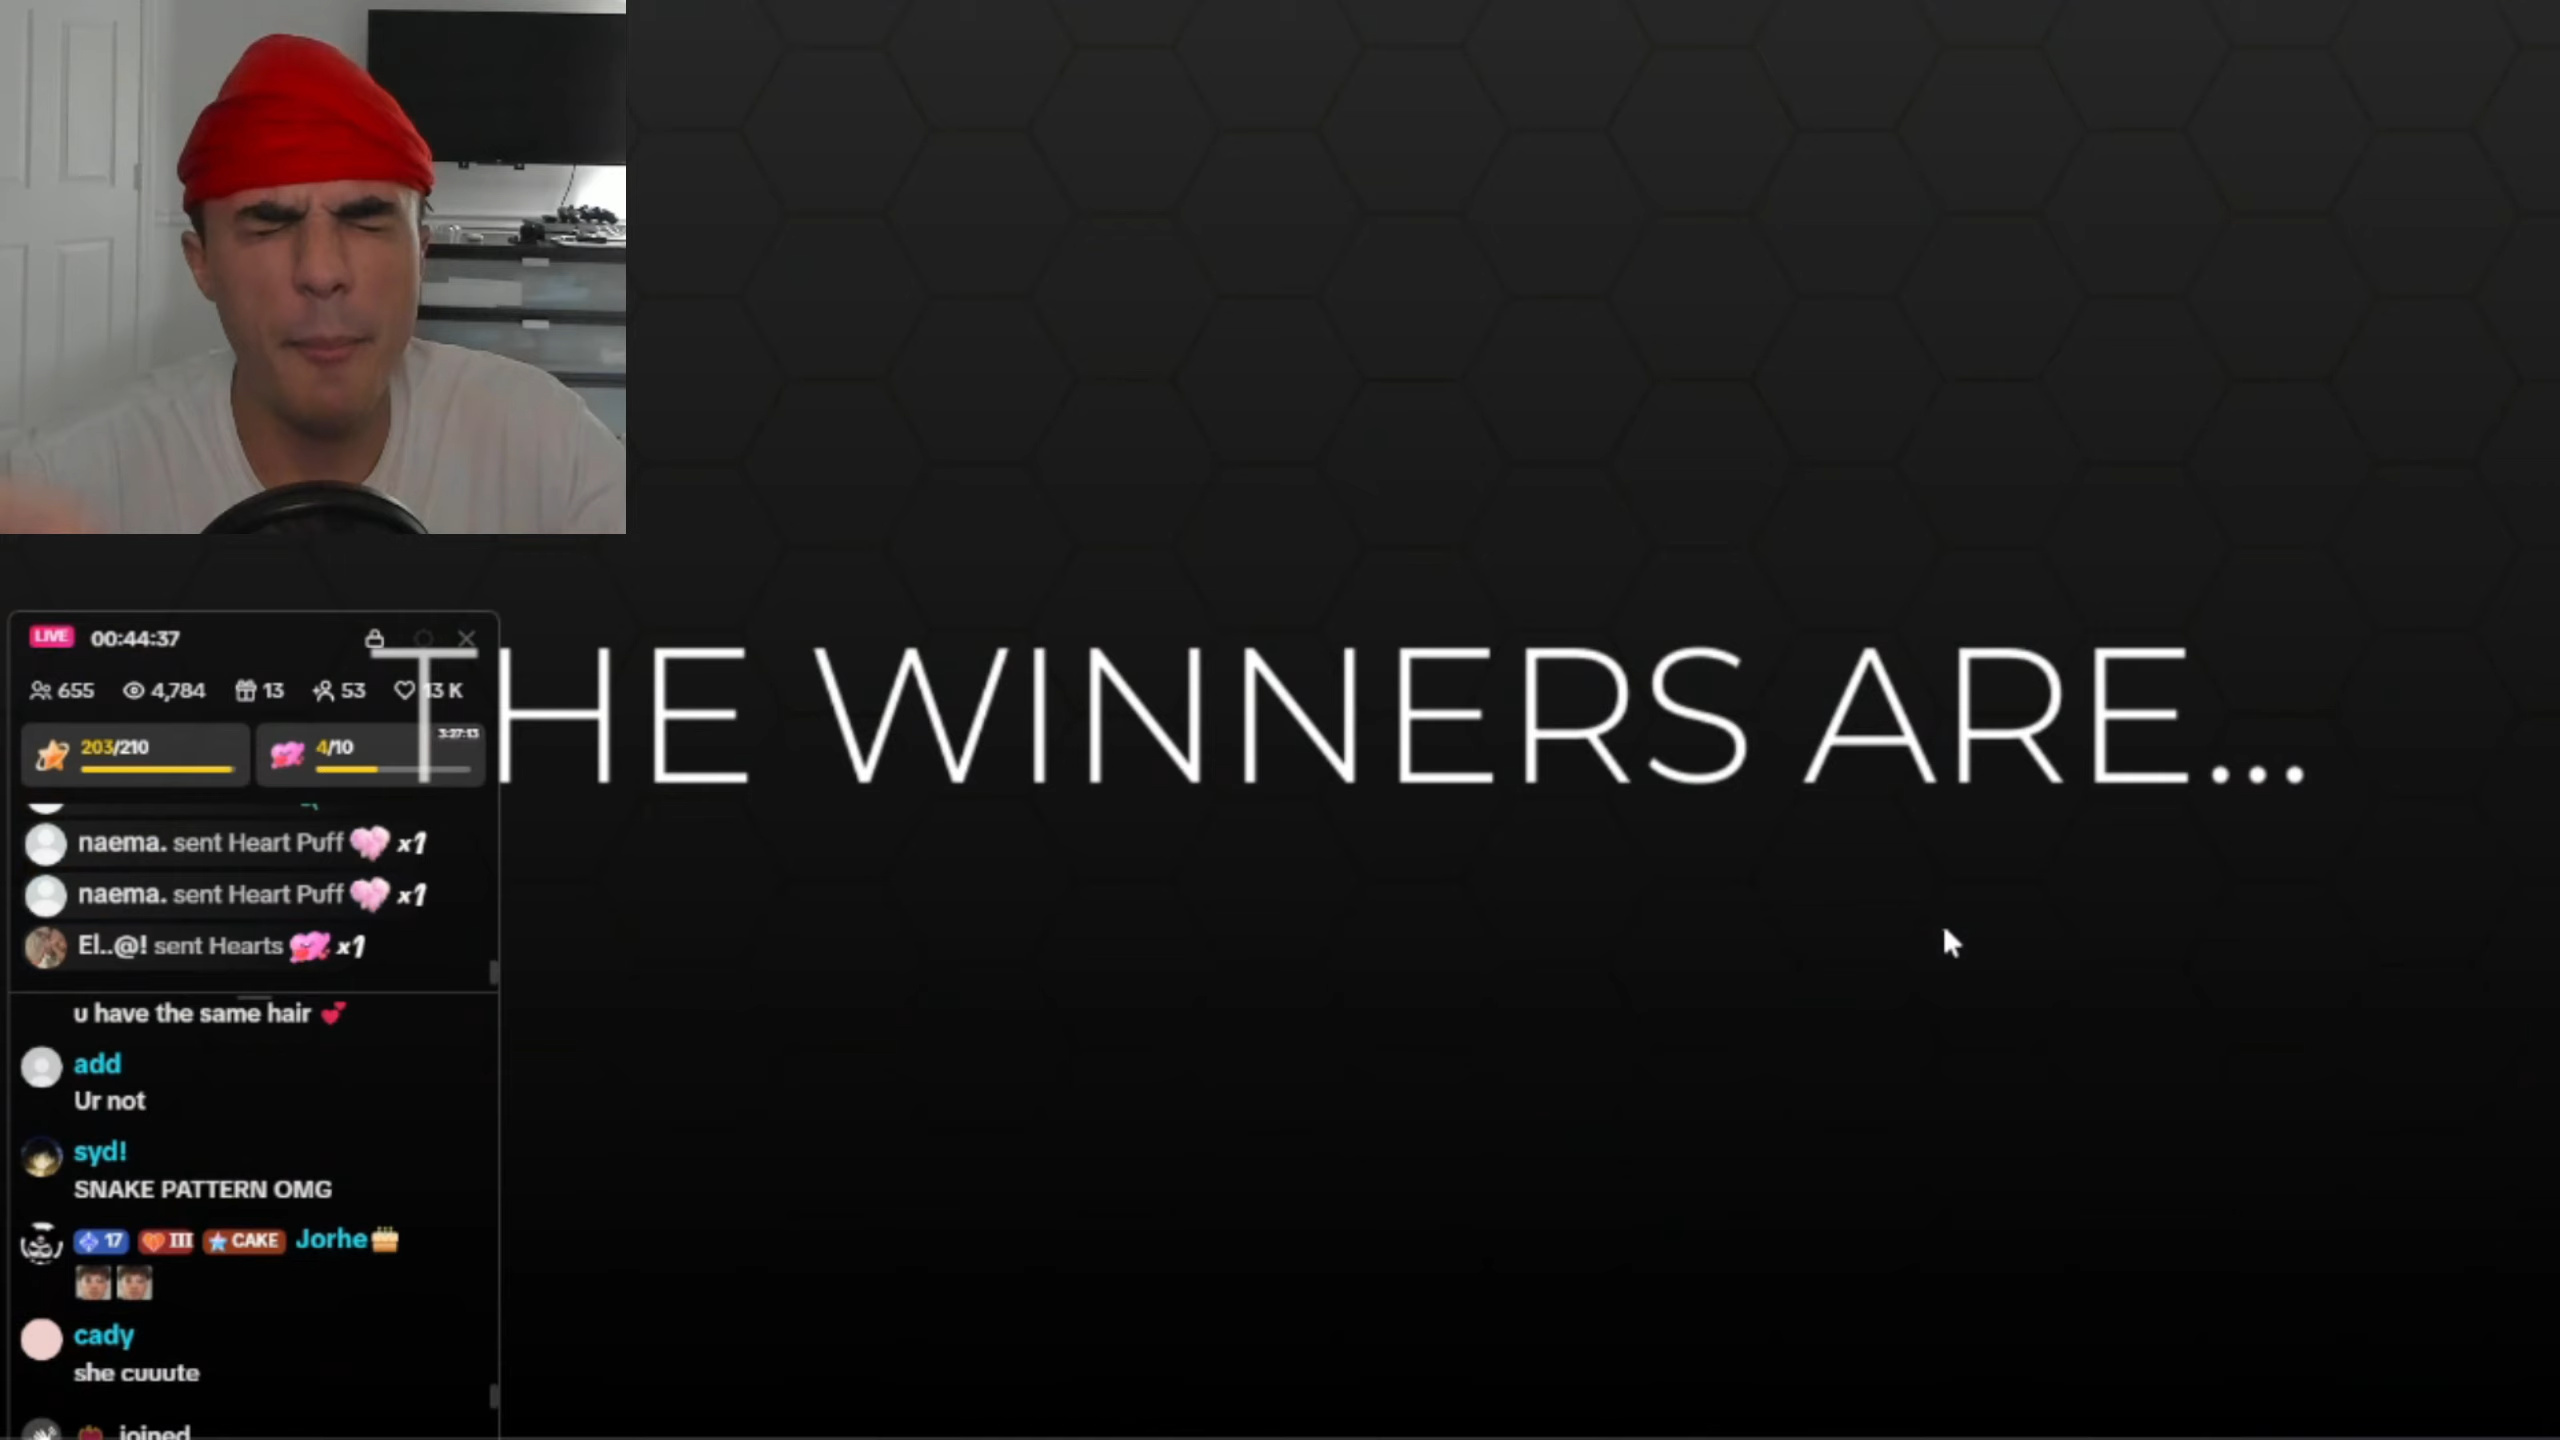 THE WINNERS ARE...
LIVE 00:44:37
655 4,784 13 53 13 K
203/210 4/10 3:27:13
naema. sent Heart Puff x1
naema. sent Heart Puff x1
El..@! sent Hearts x1
u have the same hair 💕
add
Ur not
syd!
SNAKE PATTERN OMG
17 III CAKE Jorhe🎂
cady
she cuuute
joined